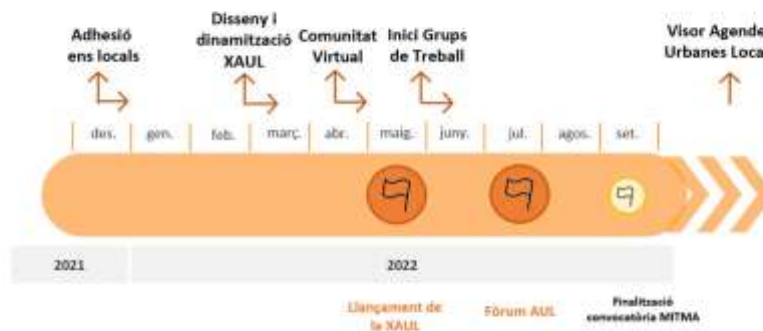 Adhesió
ens locals
Disseny i
dinamització
XAUL
Comunitat
Virtual
Inici Grups
de Treball
Visor Agende
Urbanes Loca
des. gen. feb. març. abr. maig. juny. jul. agos. set.
2021 2022
Llançament de
la XAUL
Fòrum AUL
Finalització
convocatòria MITMA